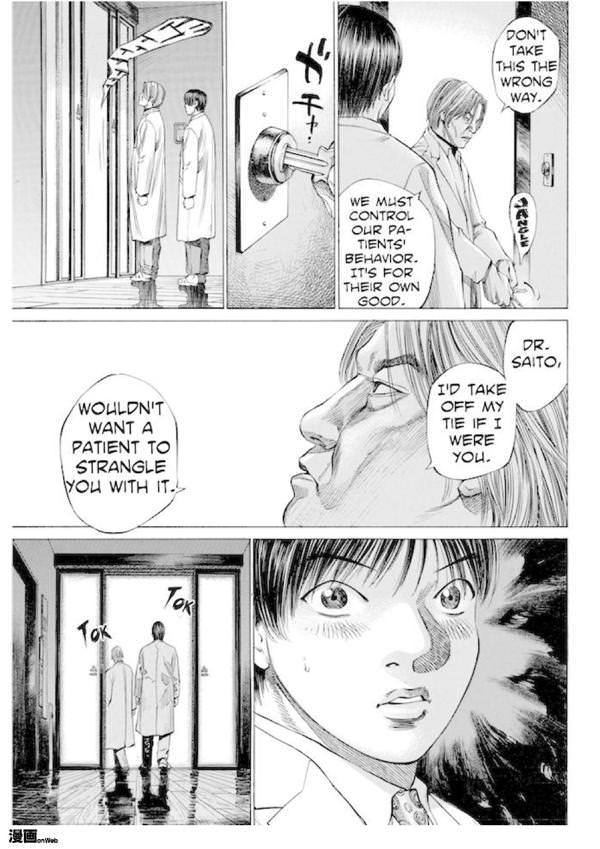 DON'T
TAKE
THIS THE
WRONG
WAY.
WE MUST
CONTROL
OUR PA-
TIENTS'
BEHAVIOR.
IT'S FOR
THEIR OWN
GOOD.
JANGLE
ガチャ
DR.
SAITO,
I'D TAKE
OFF MY
TIE IF I
WERE
YOU.
WOULDN'T
WANT A
PATIENT TO
STRANGLE
YOU WITH IT.
TOK
TOK
漫画onWeb